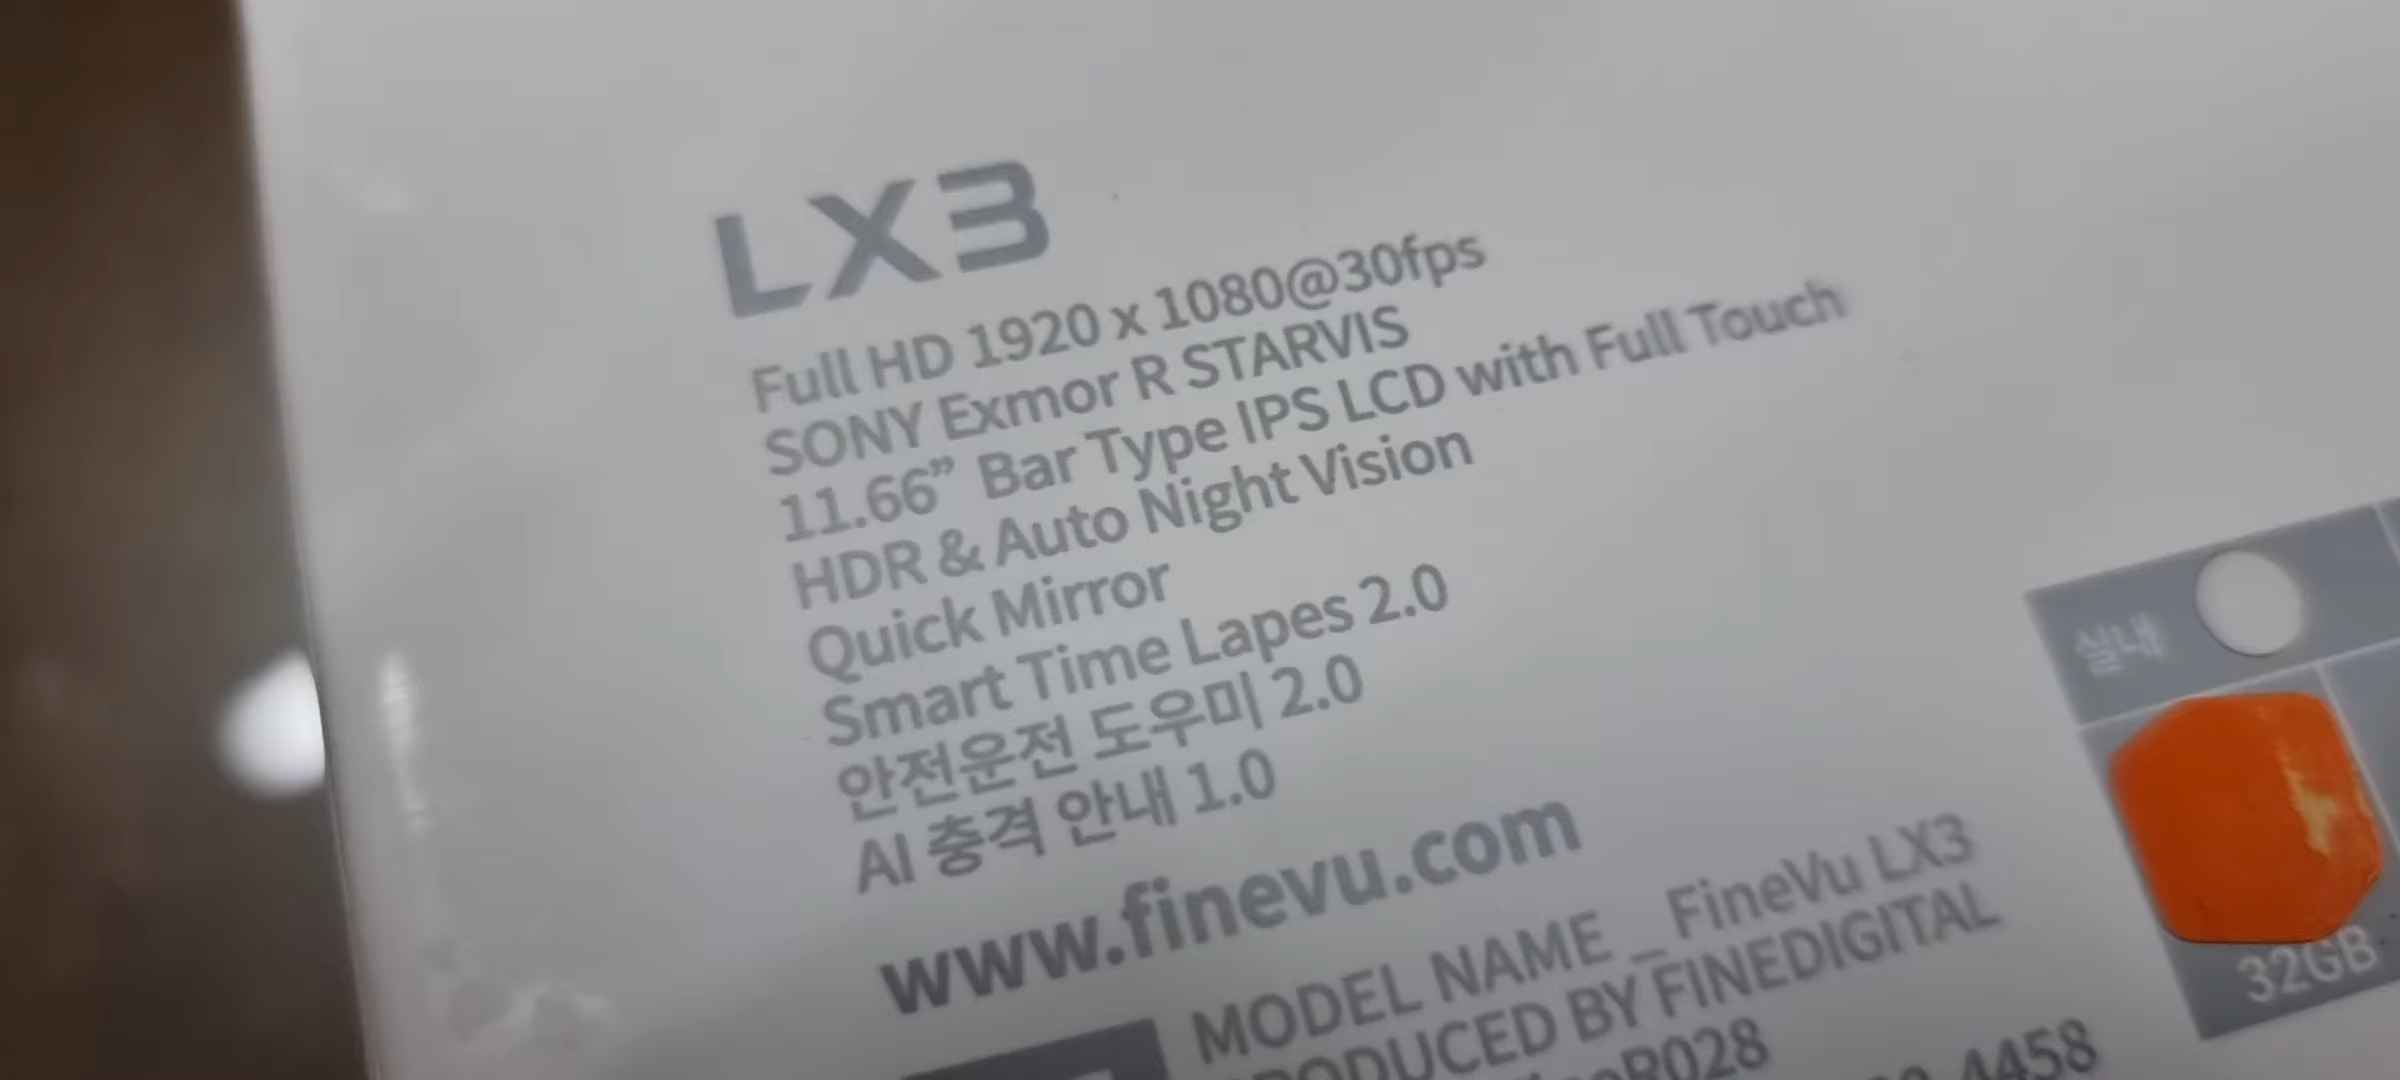 LX3
Full HD 1920 x 1080@30fps
SONY Exmor R STARVIS
11.66” Bar Type IPS LCD with Full Touch
HDR & Auto Night Vision
Quick Mirror
Smart Time Lapes 2.0
안전운전 도우미 2.0
AI 충격 안내 1.0
www.finevu.com
실내
32GB
MODEL NAME _ FineVu LX3
PRODUCED BY FINEDIGITAL